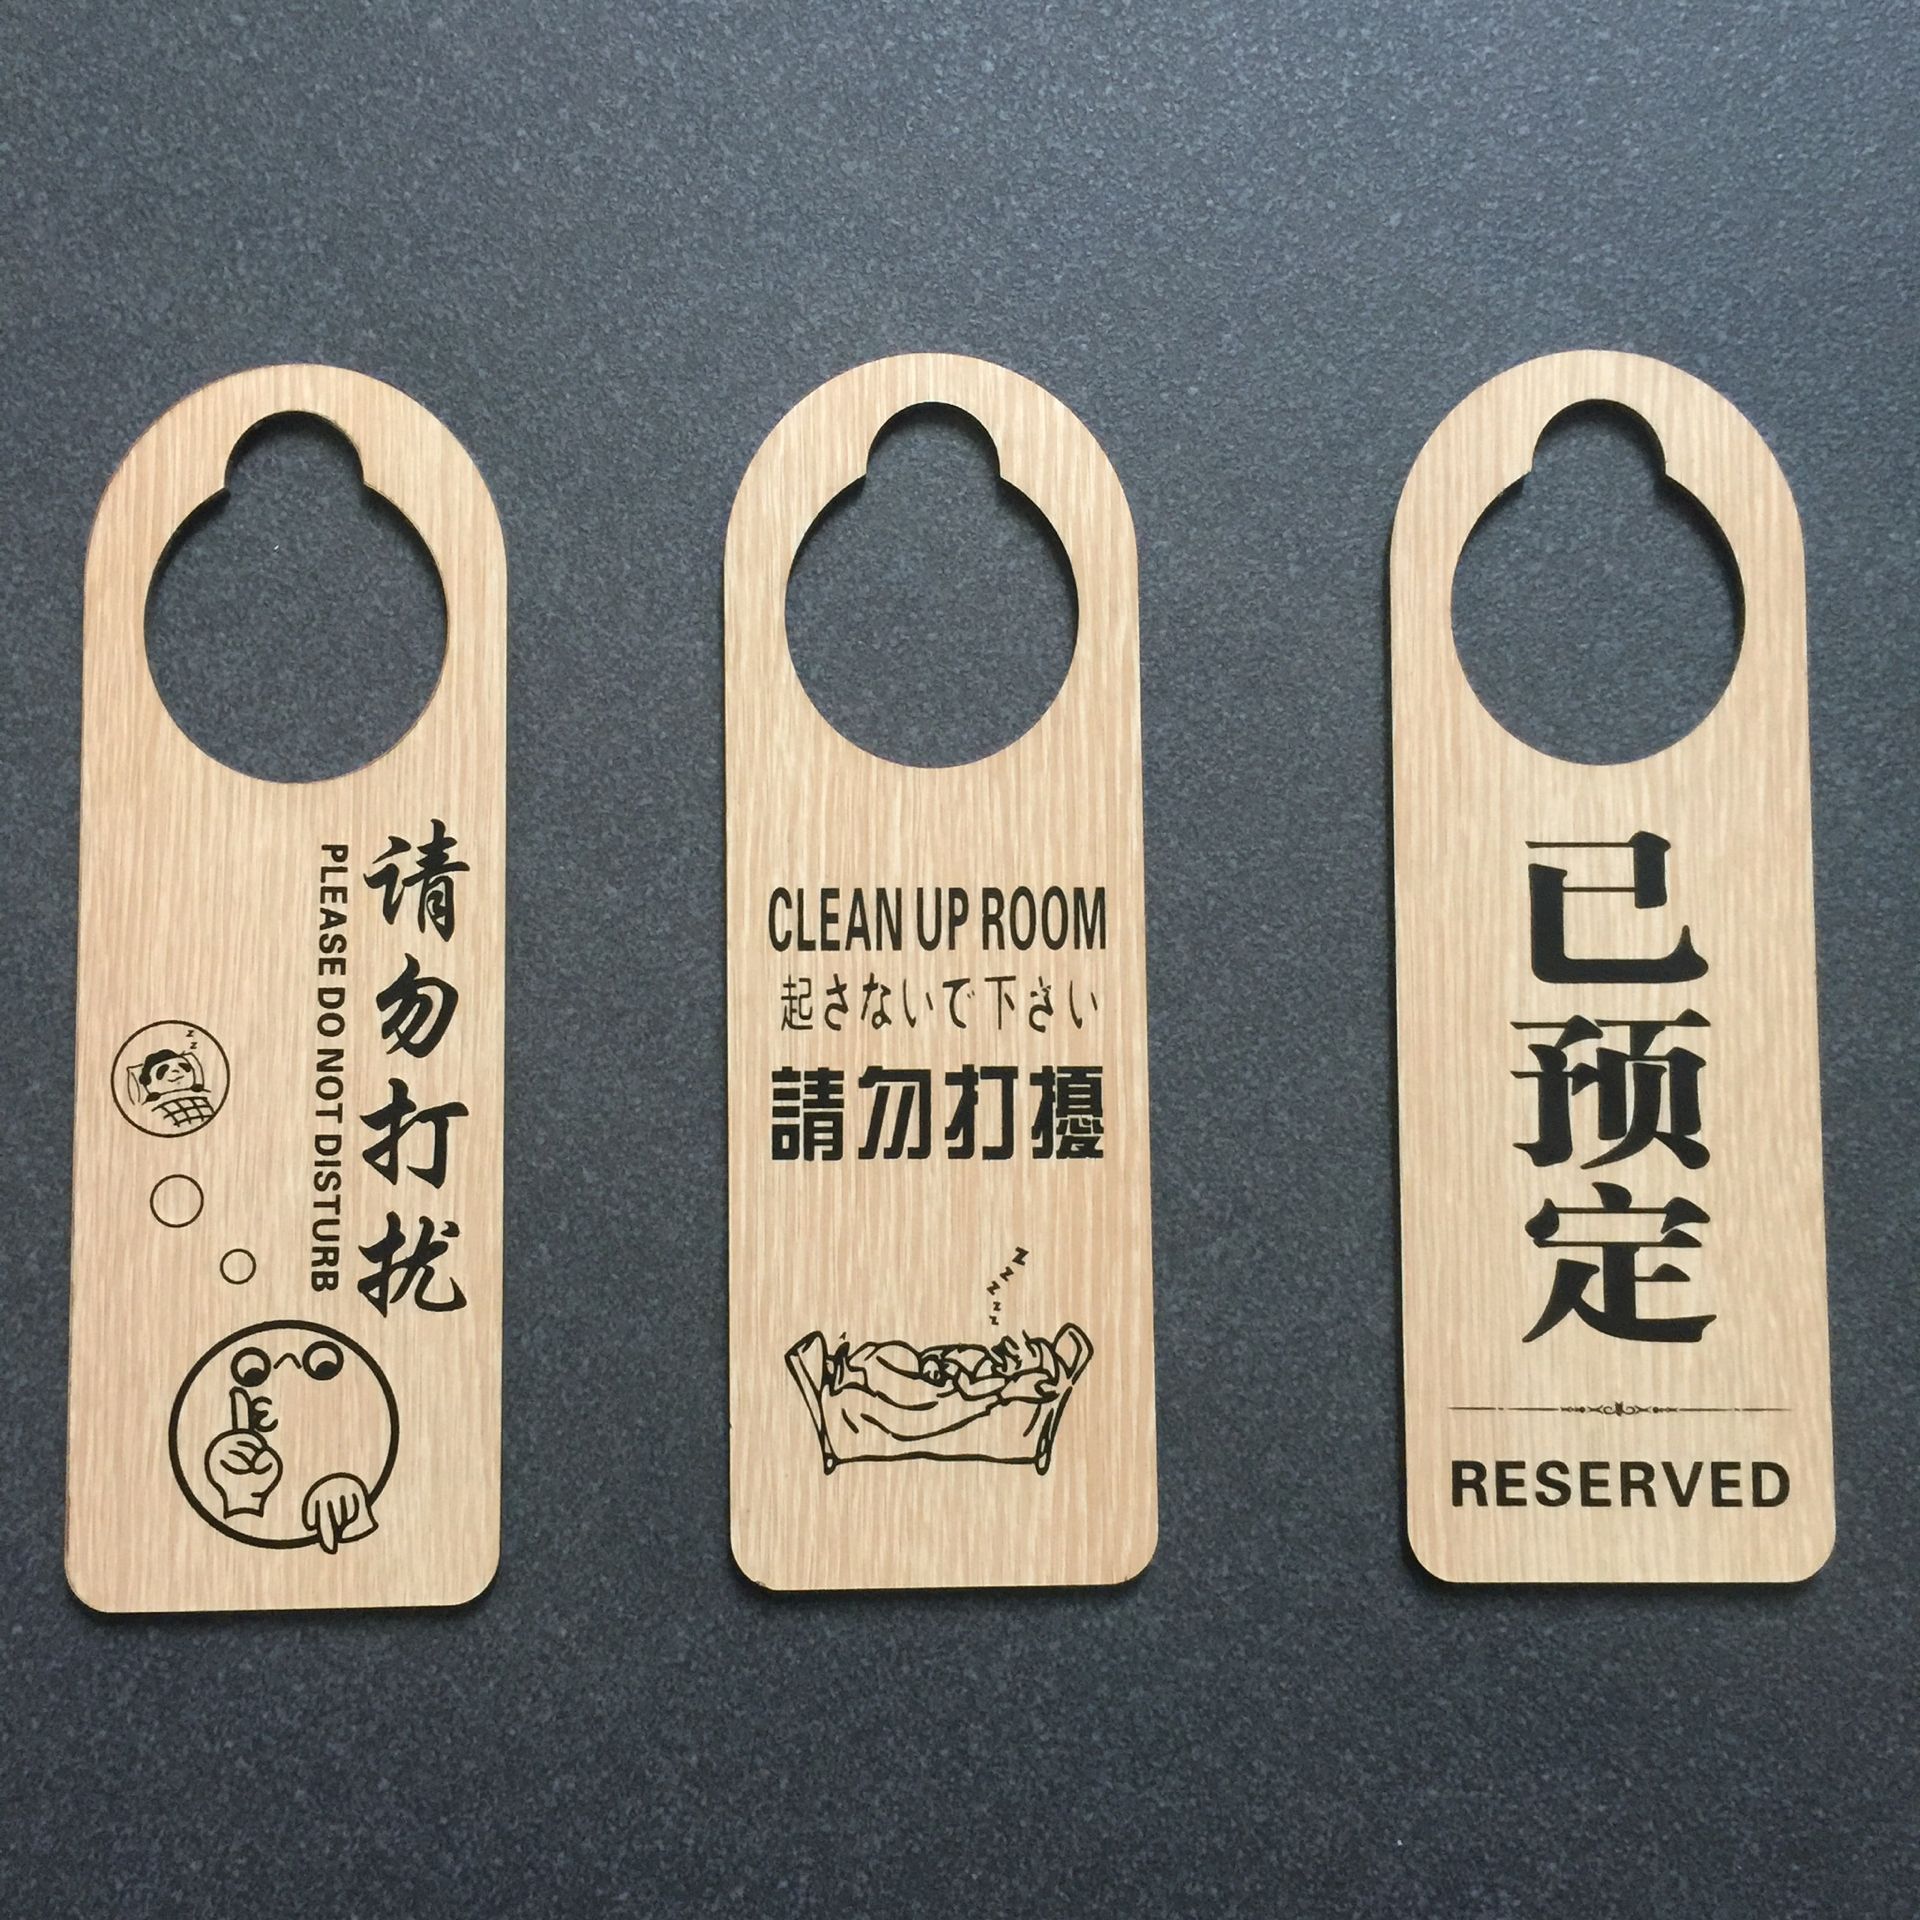 请勿打扰
PLEASE DO NOT DISTURB
z z z
CLEAN UP ROOM
起さないで下さい
請勿打擾
z z z z z z
已预定
RESERVED